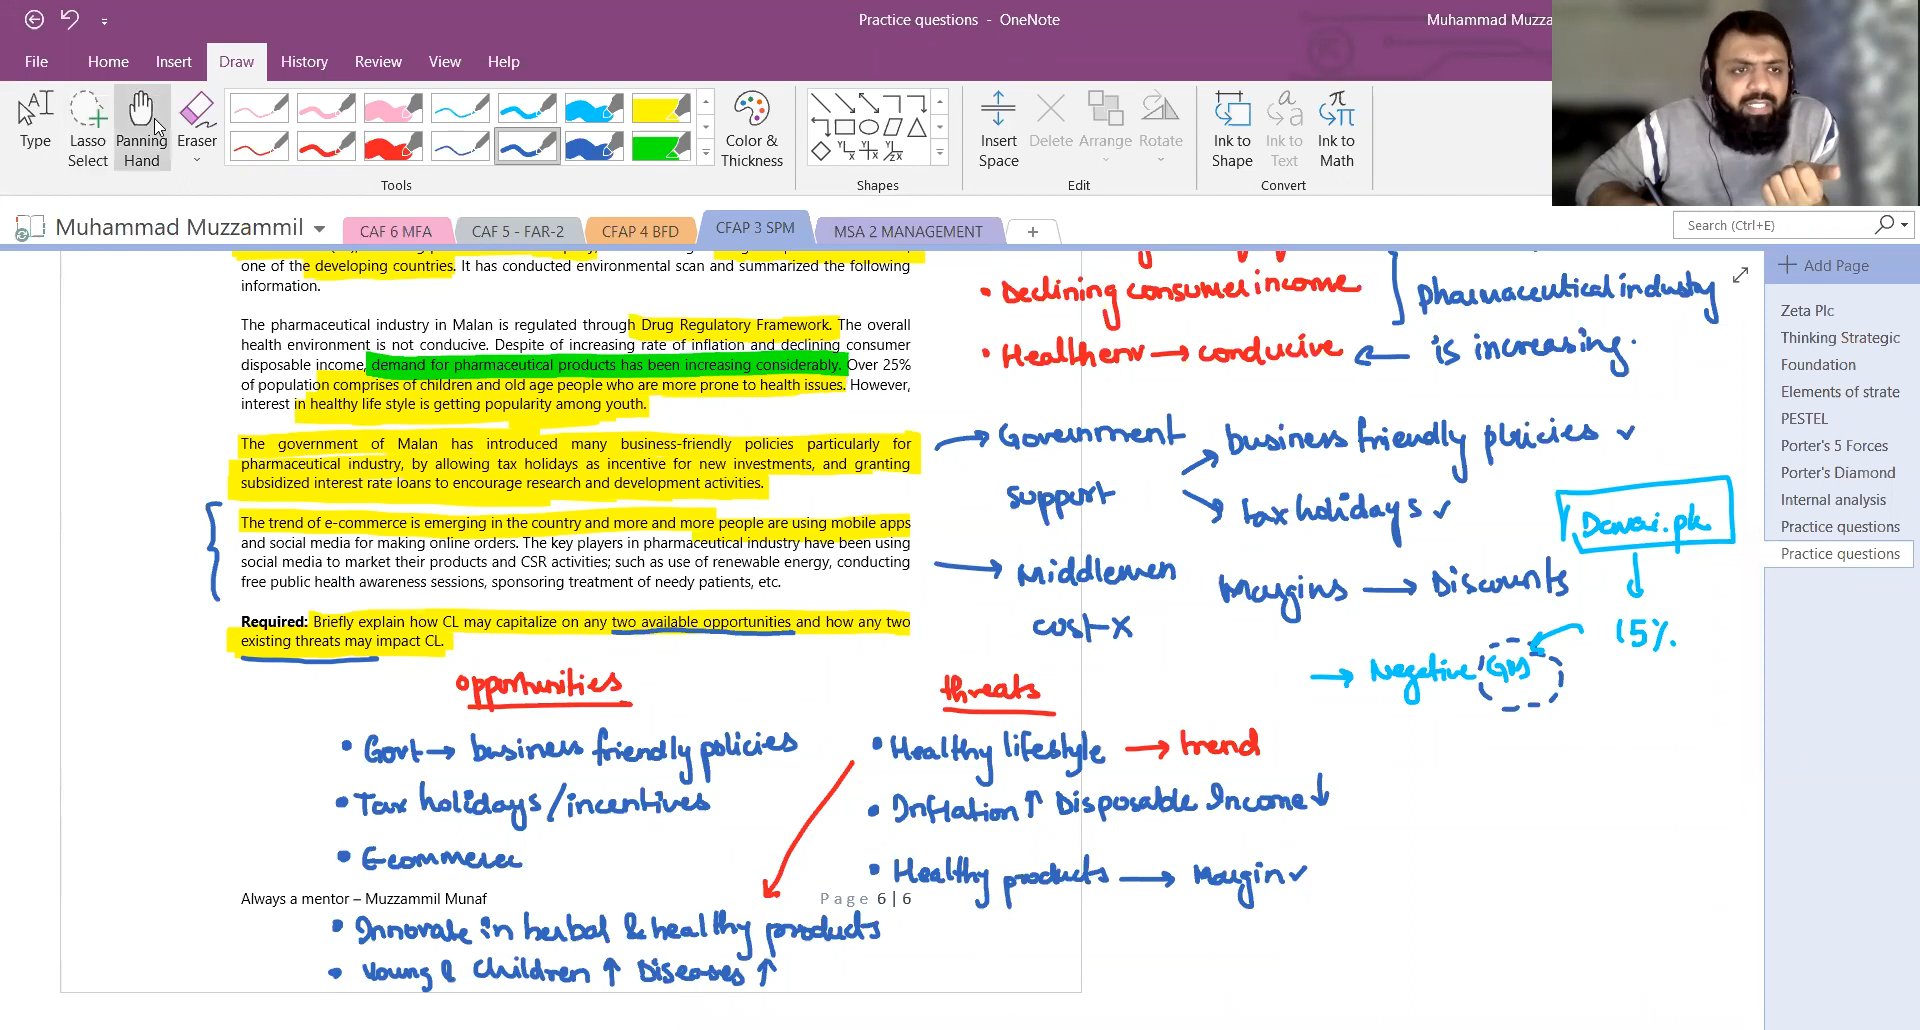 Practice questions - OneNote
Muhammad Muzza
File Home Insert Draw History Review View Help
Type
Lasso Select
Panning Hand
Eraser
Color & Thickness
Insert Space
Delete
Arrange
Rotate
Ink to Shape
Ink to Text
Ink to Math
Tools
Shapes
Edit
Convert
Muhammad Muzzammil
CAF 6 MFA
CAF 5 - FAR-2
CFAP 4 BFD
CFAP 3 SPM
MSA 2 MANAGEMENT
Search (Ctrl+E)
Add Page
Zeta Plc
Thinking Strategic
Foundation
Elements of strate
PESTEL
Porter's 5 Forces
Porter's Diamond
Internal analysis
Practice questions
Practice questions
one of the developing countries. It has conducted environmental scan and summarized the following
information.
The pharmaceutical industry in Malan is regulated through Drug Regulatory Framework. The overall
health environment is not conducive. Despite of increasing rate of inflation and declining consumer
disposable income, demand for pharmaceutical products has been increasing considerably. Over 25%
of population comprises of children and old age people who are more prone to health issues. However,
interest in healthy life style is getting popularity among youth.
The government of Malan has introduced many business-friendly policies particularly for
pharmaceutical industry, by allowing tax holidays as incentive for new investments, and granting
subsidized interest rate loans to encourage research and development activities.
The trend of e-commerce is emerging in the country and more and more people are using mobile apps
and social media for making online orders. The key players in pharmaceutical industry have been using
social media to market their products and CSR activities; such as use of renewable energy, conducting
free public health awareness sessions, sponsoring treatment of needy patients, etc.
Required: Briefly explain how CL may capitalize on any two available opportunities and how any two
existing threats may impact CL.
• Declining consumer income
pharmaceutical industry
• Health env → conducive ← is increasing.
→ Government support
business friendly plicies ✓
tax holidays ✓
→ Middlemen cost x
Margins → Discounts
Dawai.pk
15%.
→ Negative GM
opportunities
• Govt → business friendly policies
• Tax holidays/incentives
• E-commerec
threats
• Healthy lifestyle → trend
• Inflation ↑ Disposable Income ↓
• Healthy products → Margin ✓
Always a mentor – Muzzammil Munaf
Page 6 | 6
• Innovate in herbal & healthy products
• Young & Children ↑ Diseases ↑